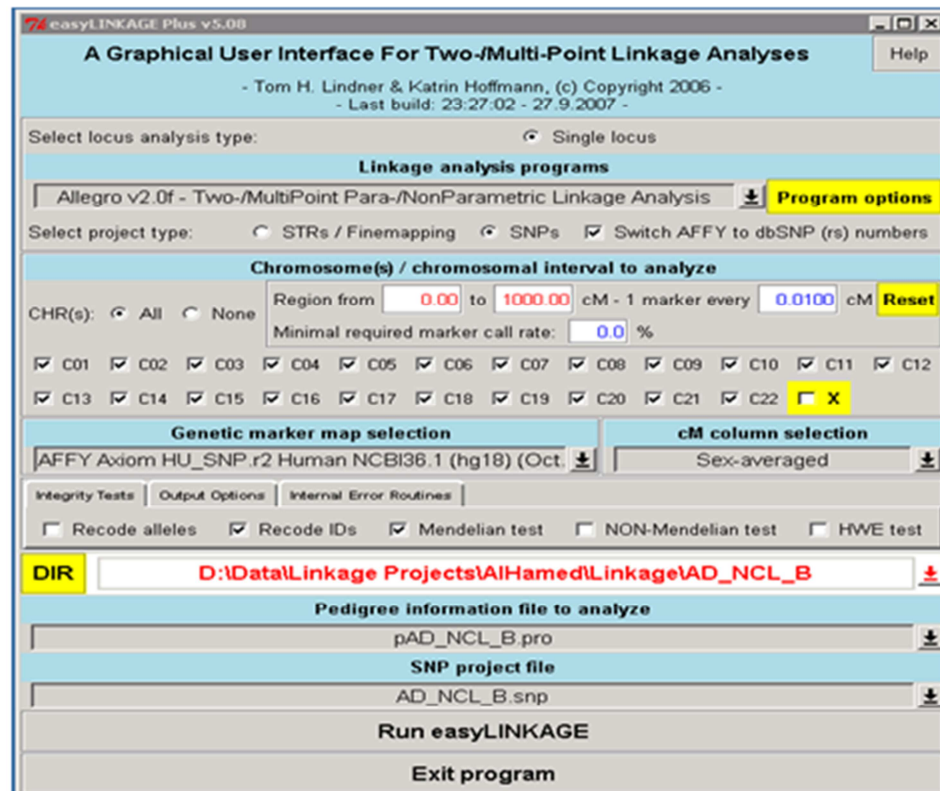 easyLINKAGE Plus v5.08
A Graphical User Interface For Two-/Multi-Point Linkage Analyses
Help
- Tom H. Lindner & Katrin Hoffmann, (c) Copyright 2006 -
- Last build: 23:27:02 - 27.9.2007 -
Select locus analysis type: Single locus
Linkage analysis programs
Allegro v2.0f - Two-/MultiPoint Para-/NonParametric Linkage Analysis Program options
Select project type: STRs / Finemapping SNPs Switch AFFY to dbSNP (rs) numbers
Chromosome(s) / chromosomal interval to analyze
CHR(s): All None
Region from 0.00 to 1000.00 cM - 1 marker every 0.0100 cM Reset
Minimal required marker call rate: 0.0 %
C01 C02 C03 C04 C05 C06 C07 C08 C09 C10 C11 C12
C13 C14 C15 C16 C17 C18 C19 C20 C21 C22 X
Genetic marker map selection cM column selection
AFFY Axiom HU_SNP.r2 Human NCBI36.1 (hg18) (Oct. Sex-averaged
Integrity Tests Output Options Internal Error Routines
Recode alleles Recode IDs Mendelian test NON-Mendelian test HWE test
DIR D:\Data\Linkage Projects\AlHamed\Linkage\AD_NCL_B
Pedigree information file to analyze
pAD_NCL_B.pro
SNP project file
AD_NCL_B.snp
Run easyLINKAGE
Exit program